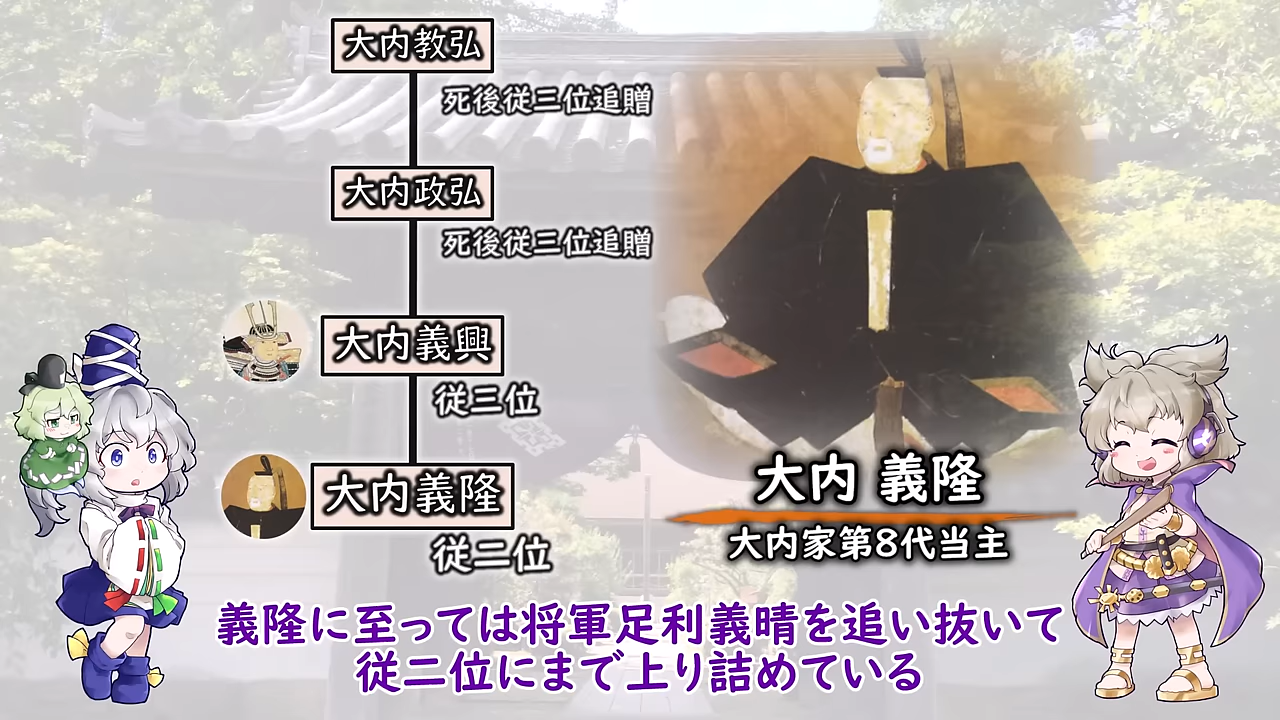 大内教弘
死後従三位追贈
大内政弘
死後従三位追贈
大内義興
従三位
大内義隆
従二位
大内 義隆
大内家第8代当主
義隆に至っては将軍足利義晴を追い抜いて
従二位にまで上り詰めている